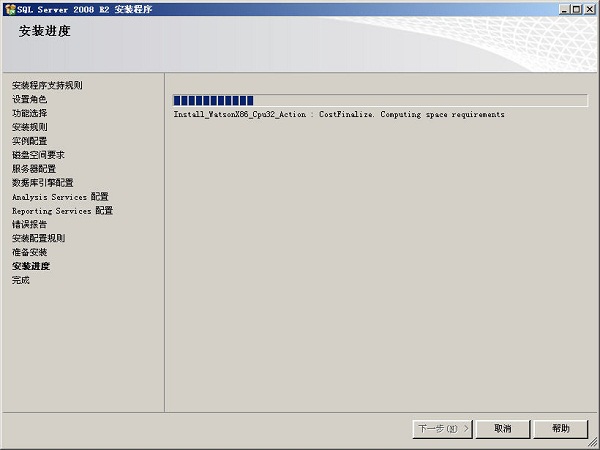 SQL Server 2008 R2 安装程序
安装进度
安装程序支持规则
设置角色
功能选择
安装规则
实例配置
磁盘空间要求
服务器配置
数据库引擎配置
Analysis Services 配置
Reporting Services 配置
错误报告
安装配置规则
准备安装
安装进度
完成
Install_WatsonX86_Cpu32_Action : CostFinalize. Computing space requirements
下一步(N) >
取消
帮助